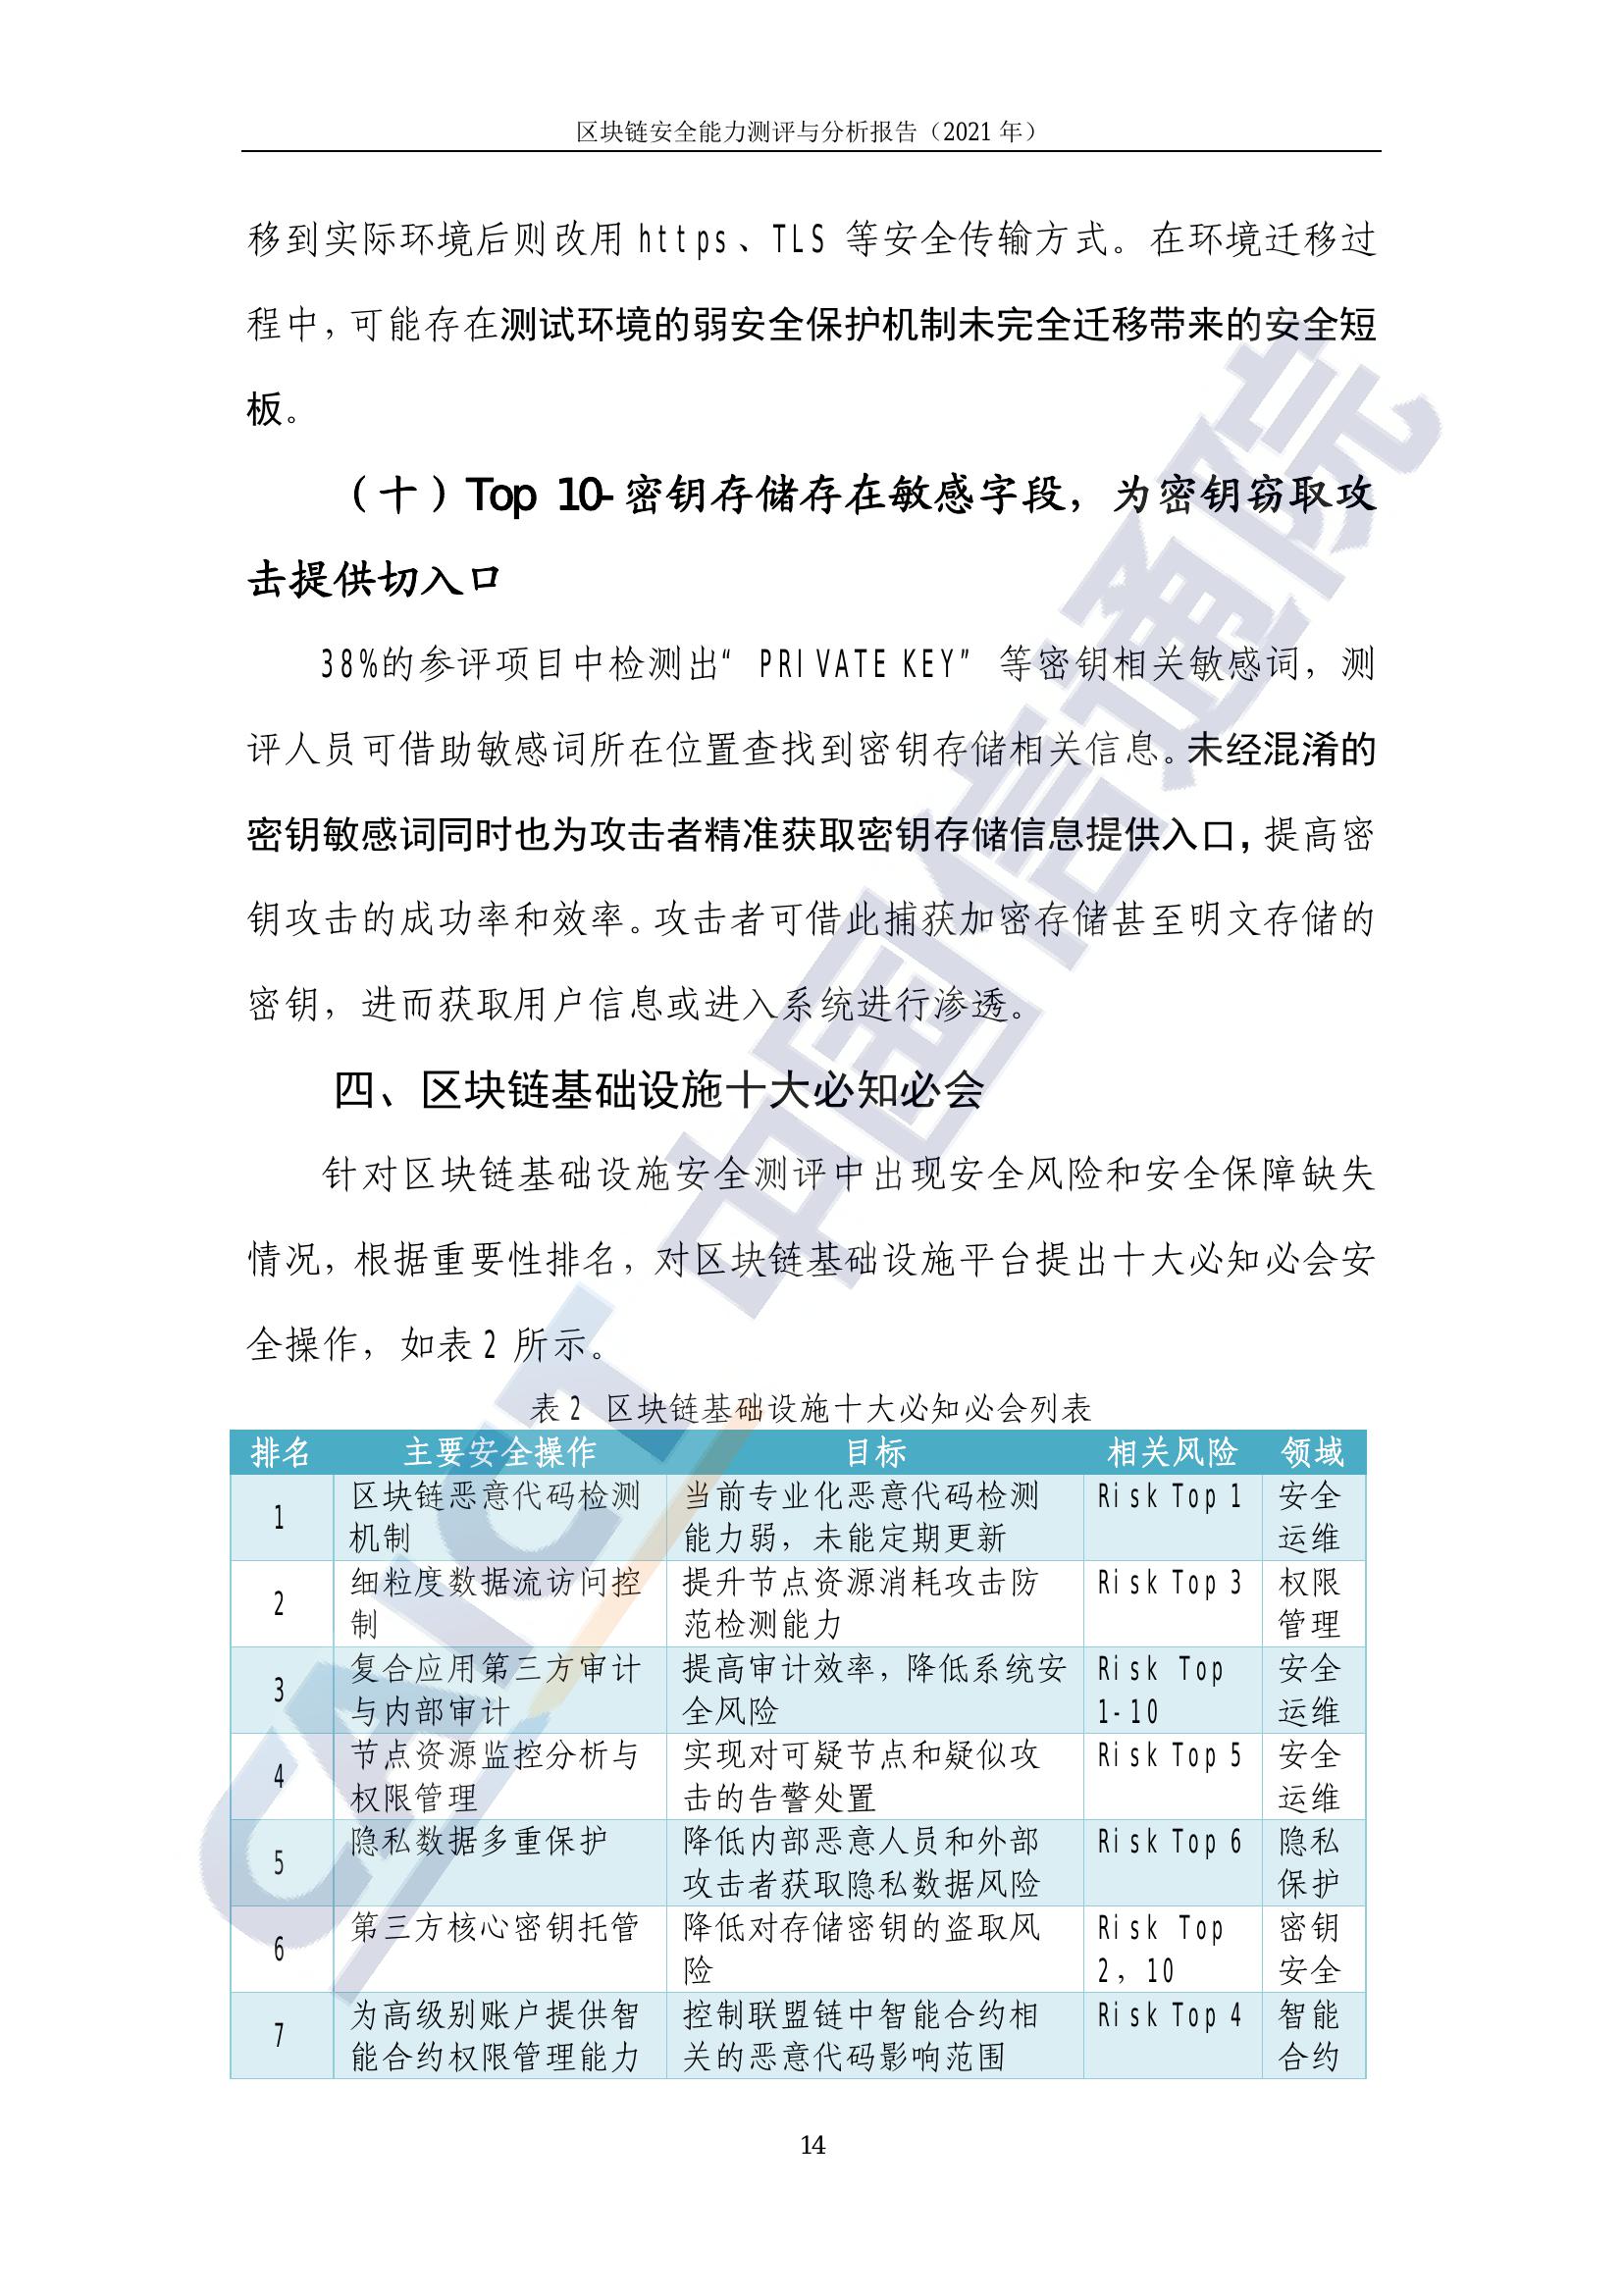 区块链安全能力测评与分析报告（2021 年）
移到实际环境后则改用 https、TLS 等安全传输方式。在环境迁移过
程中，可能存在测试环境的弱安全保护机制未完全迁移带来的安全短
板。
（十）Top 10-密钥存储存在敏感字段，为密钥窃取攻
击提供切入口
38%的参评项目中检测出“PRIVATE KEY”等密钥相关敏感词，测
评人员可借助敏感词所在位置查找到密钥存储相关信息。未经混淆的
密钥敏感词同时也为攻击者精准获取密钥存储信息提供入口，提高密
钥攻击的成功率和效率。攻击者可借此捕获加密存储甚至明文存储的
密钥，进而获取用户信息或进入系统进行渗透。
四、区块链基础设施十大必知必会
针对区块链基础设施安全测评中出现安全风险和安全保障缺失
情况，根据重要性排名，对区块链基础设施平台提出十大必知必会安
全操作，如表 2 所示。
表 2 区块链基础设施十大必知必会列表
排名 主要安全操作 目标 相关风险 领域
1 区块链恶意代码检测 当前专业化恶意代码检测 Risk Top 1 安全
机制 能力弱，未能定期更新 运维
2 细粒度数据流访问控 提升节点资源消耗攻击防 Risk Top 3 权限
制 范检测能力 管理
3 复合应用第三方审计 提高审计效率，降低系统安 Risk Top 安全
与内部审计 全风险 1-10 运维
4 节点资源监控分析与 实现对可疑节点和疑似攻 Risk Top 5 安全
权限管理 击的告警处置 运维
5 隐私数据多重保护 降低内部恶意人员和外部 Risk Top 6 隐私
攻击者获取隐私数据风险 保护
6 第三方核心密钥托管 降低对存储密钥的盗取风 Risk Top 密钥
险 2，10 安全
7 为高级别账户提供智 控制联盟链中智能合约相 Risk Top 4 智能
能合约权限管理能力 关的恶意代码影响范围 合约
14
CAICT 中国信通院